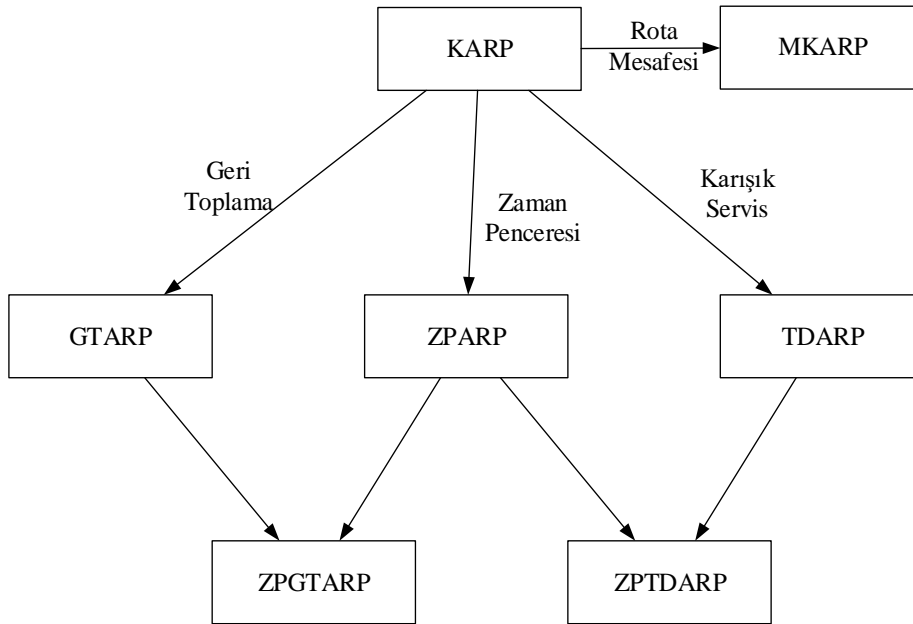 KARP
Rota
Mesafesi
MKARP
Geri
Toplama
Zaman
Penceresi
Karışık
Servis
GTARP
ZPARP
TDARP
ZPGTARP
ZPTDARP